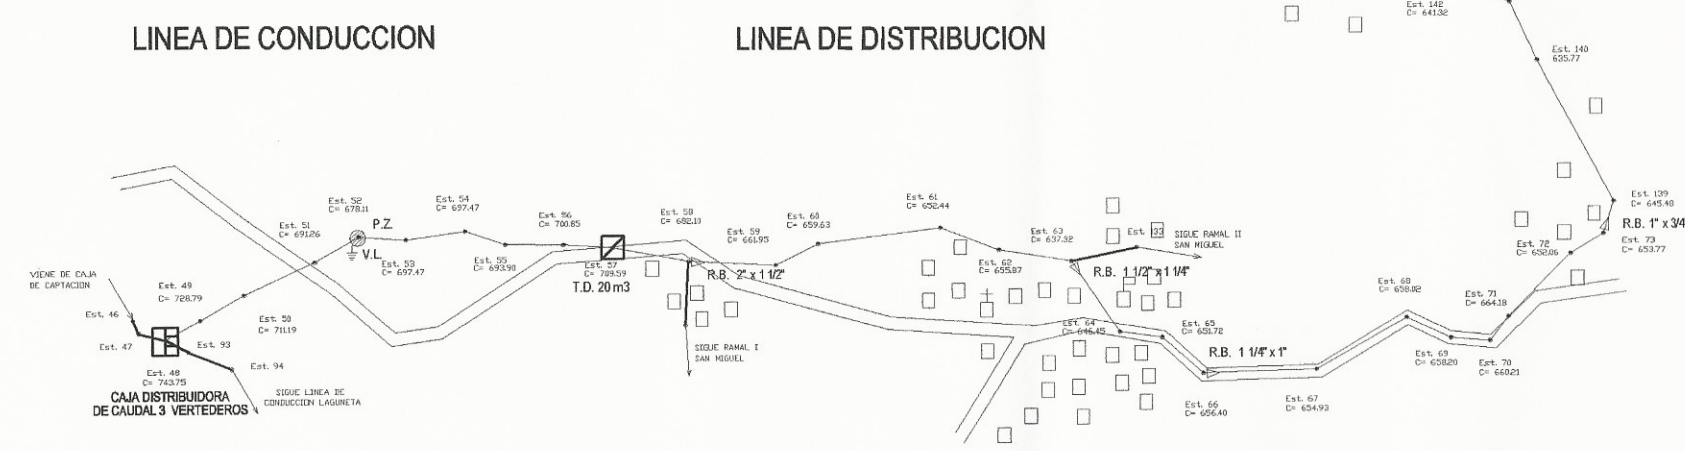 LINEA DE CONDUCCION
LINEA DE DISTRIBUCION
Est. 142
C= 641.32
Est. 140
635.77
Est. 139
C= 645.48
R.B. 1" x 3/4
Est. 73
C= 653.77
Est. 72
C= 652.06
Est. 71
C= 664.18
Est. 70
C= 660.21
Est. 69
C= 658.20
Est. 68
C= 658.02
Est. 67
C= 654.93
Est. 66
C= 656.40
R.B. 1 1/4" x 1"
Est. 65
C= 651.72
Est. 64
C= 646.45
R.B. 1 1/2" x 1 1/4"
Est. 133
SIGUE RAMAL II
SAN MIGUEL
Est. 63
C= 637.32
Est. 62
C= 655.87
Est. 61
C= 652.44
Est. 60
C= 659.63
Est. 59
C= 661.95
R.B. 2" x 1 1/2"
Est. 58
C= 682.10
SIGUE RAMAL I
SAN MIGUEL
Est. 57
C= 709.59
T.D. 20 m3
Est. 56
C= 700.85
Est. 55
C= 693.90
Est. 54
C= 697.47
Est. 53
C= 697.47
Est. 52
C= 678.11
P.Z.
V.L.
Est. 51
C= 691.26
Est. 50
C= 711.19
Est. 49
C= 728.79
VIENE DE CAJA
DE CAPTACION
Est. 46
Est. 47
Est. 93
Est. 94
Est. 48
C= 743.75
CAJA DISTRIBUIDORA
DE CAUDAL 3 VERTEDEROS
SIGUE LINEA DE
CONDUCCION LAGUNETA